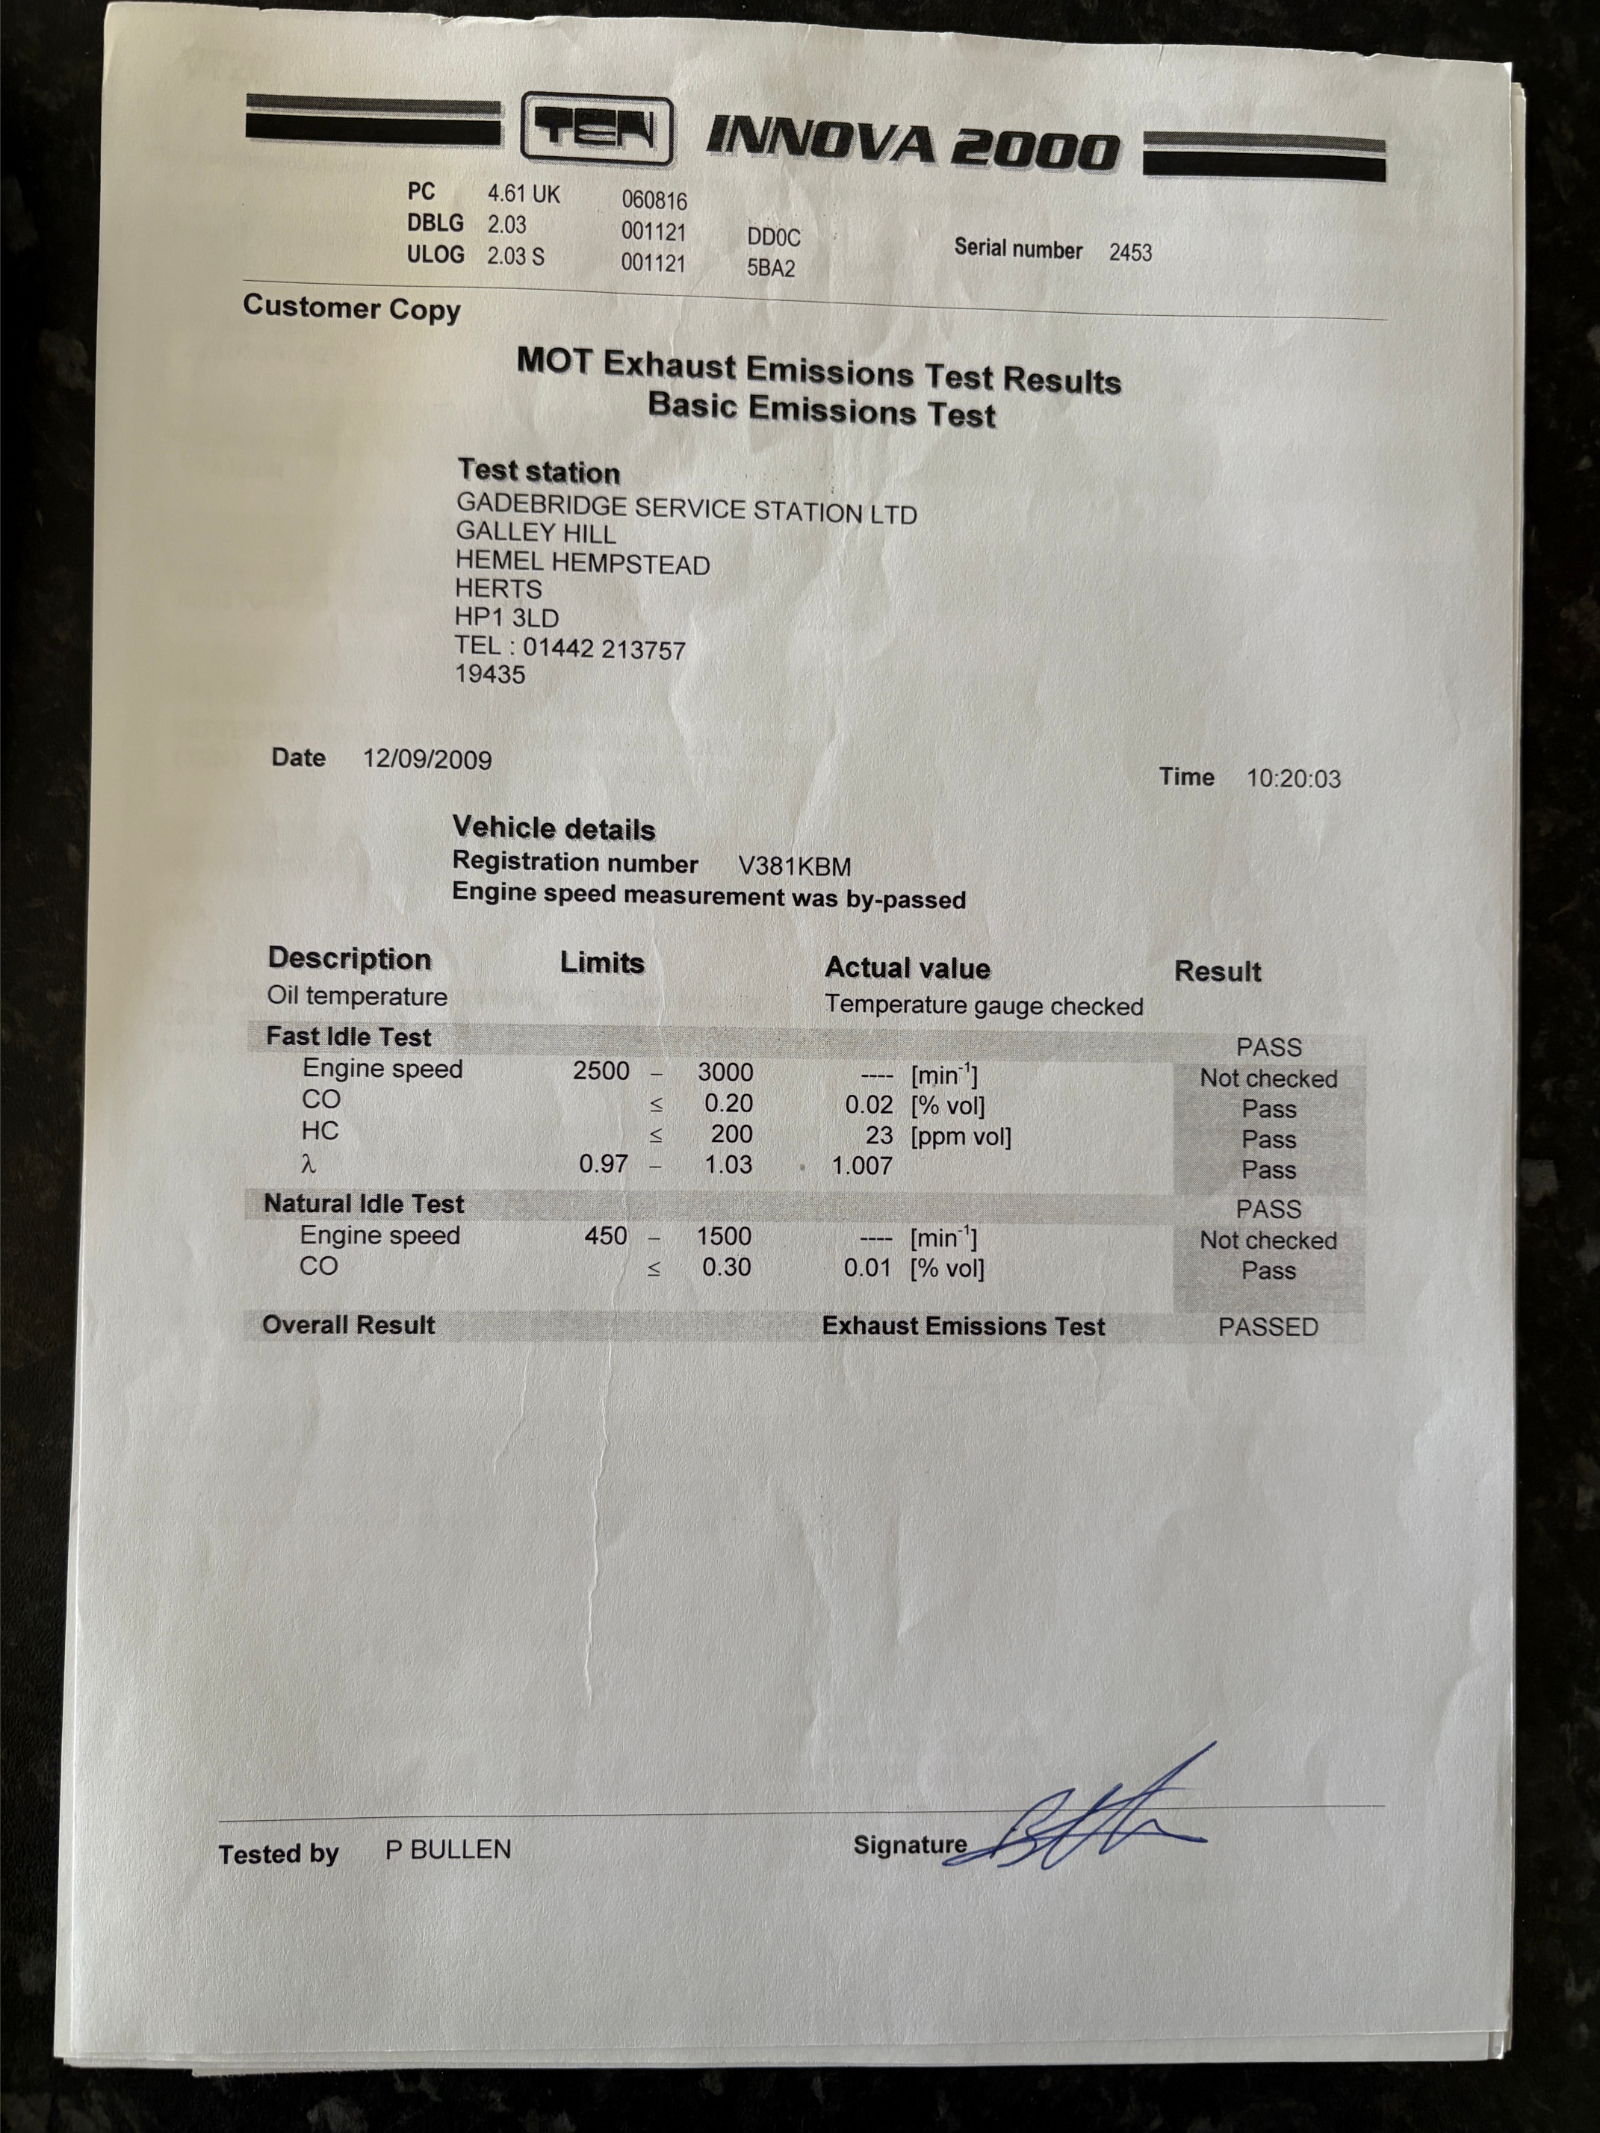 TEN INNOVA 2000
PC 4.61 UK 060816
DBLG 2.03 001121 DD0C
ULOG 2.03 S 001121 5BA2 Serial number 2453
Customer Copy
MOT Exhaust Emissions Test Results
Basic Emissions Test
Test station
GADEBRIDGE SERVICE STATION LTD
GALLEY HILL
HEMEL HEMPSTEAD
HERTS
HP1 3LD
TEL : 01442 213757
19435
Date 12/09/2009 Time 10:20:03
Vehicle details
Registration number V381KBM
Engine speed measurement was by-passed
Description Limits Actual value Result
Oil temperature Temperature gauge checked
Fast Idle Test PASS
Engine speed 2500 – 3000 ---- [min⁻¹] Not checked
CO ≤ 0.20 0.02 [% vol] Pass
HC ≤ 200 23 [ppm vol] Pass
λ 0.97 – 1.03 1.007 Pass
Natural Idle Test PASS
Engine speed 450 – 1500 ---- [min⁻¹] Not checked
CO ≤ 0.30 0.01 [% vol] Pass
Overall Result Exhaust Emissions Test PASSED
Tested by P BULLEN Signature